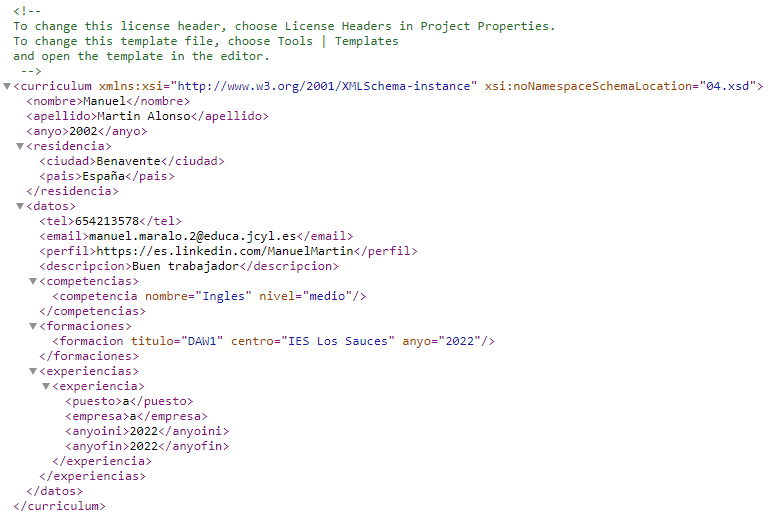 <!--
To change this license header, choose License Headers in Project Properties.
To change this template file, choose Tools | Templates
and open the template in the editor.
-->
<curriculum xmlns:xsi="http://www.w3.org/2001/XMLSchema-instance" xsi:noNamespaceSchemaLocation="04.xsd">
<nombre>Manuel</nombre>
<apellido>Martin Alonso</apellido>
<anyo>2002</anyo>
<residencia>
<ciudad>Benavente</ciudad>
<pais>España</pais>
</residencia>
<datos>
<tel>654213578</tel>
<email>manuel.maralo.2@educa.jcyl.es</email>
<perfil>https://es.linkedin.com/ManuelMartin</perfil>
<descripcion>Buen trabajador</descripcion>
<competencias>
<competencia nombre="Ingles" nivel="medio"/>
</competencias>
<formaciones>
<formacion titulo="DAW1" centro="IES Los Sauces" anyo="2022"/>
</formaciones>
<experiencias>
<experiencia>
<puesto>a</puesto>
<empresa>a</empresa>
<anyoini>2022</anyoini>
<anyofin>2022</anyofin>
</experiencia>
</experiencias>
</datos>
</curriculum>